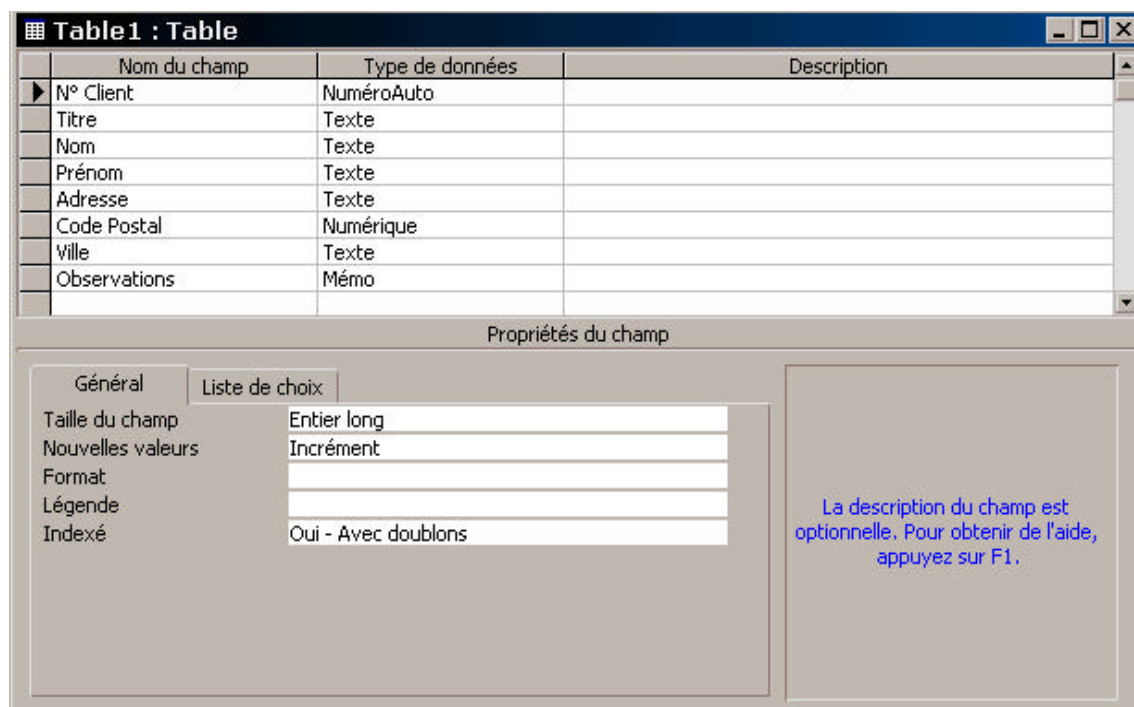 Table1 : Table
Nom du champ Type de données Description
N° Client NuméroAuto
Titre Texte
Nom Texte
Prénom Texte
Adresse Texte
Code Postal Numérique
Ville Texte
Observations Mémo
Propriétés du champ
Général Liste de choix
Taille du champ Entier long
Nouvelles valeurs Incrément
Format
Légende
Indexé Oui - Avec doublons
La description du champ est
optionnelle. Pour obtenir de l'aide,
appuyez sur F1.